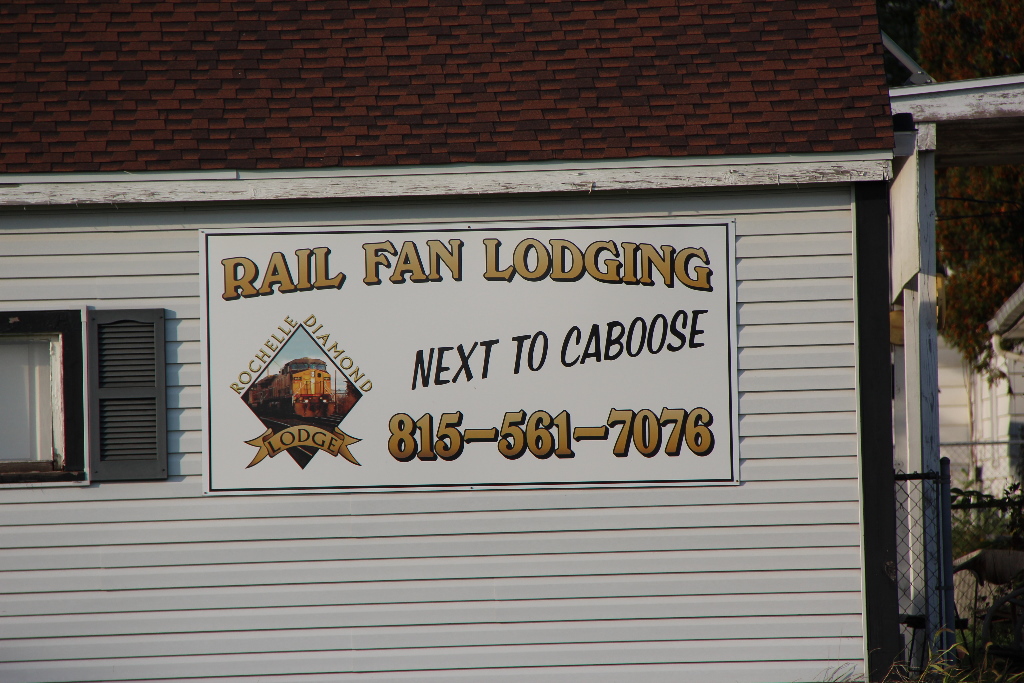 RAIL FAN LODGING
ROCHELLE DIAMOND
LODGE
NEXT TO CABOOSE
815-561-7076